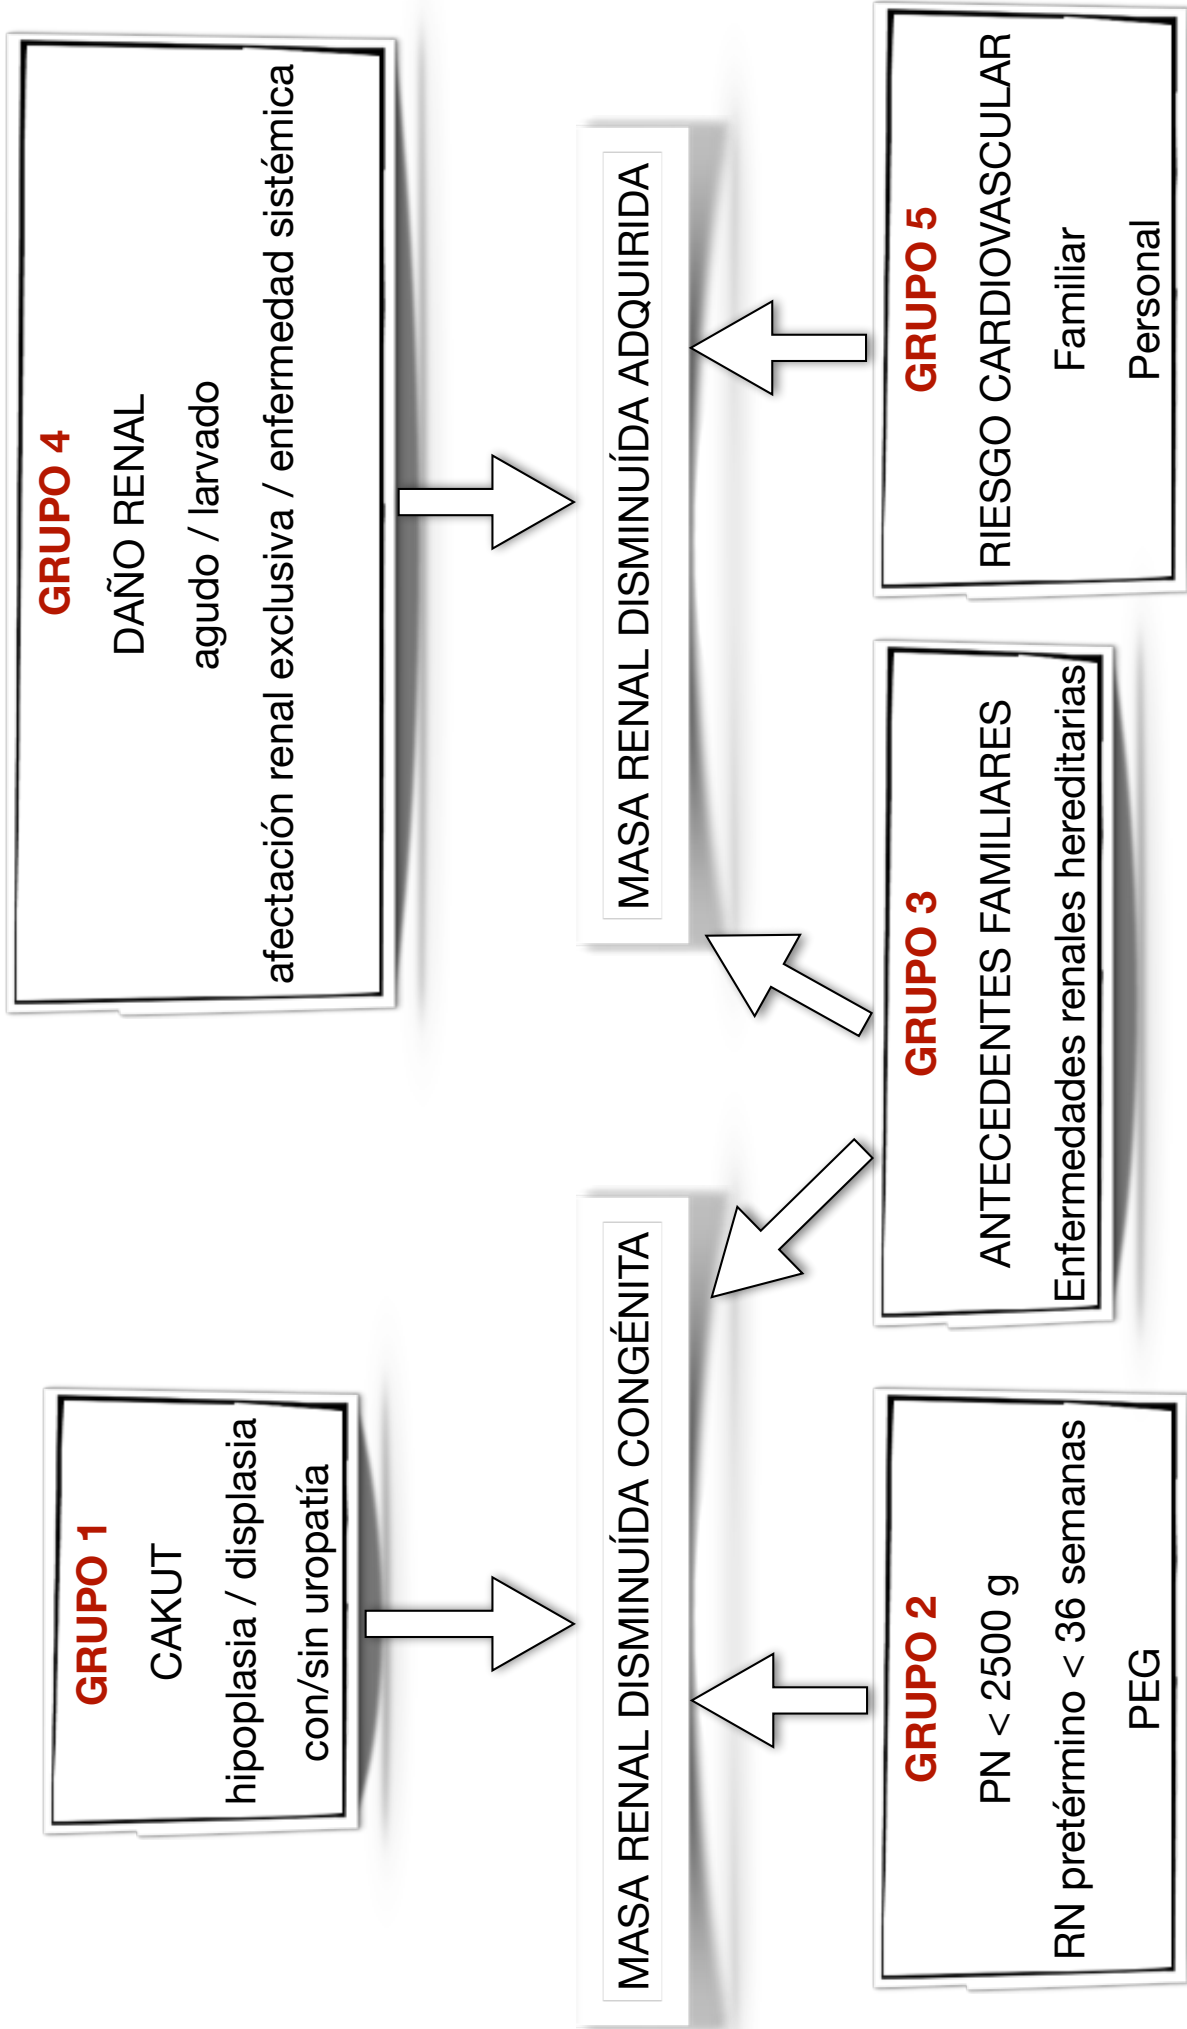 GRUPO 1
CAKUT
hipoplasia / displasia
con/sin uropatía
GRUPO 4
DAÑO RENAL
agudo / larvado
afectación renal exclusiva / enfermedad sistémica
MASA RENAL DISMINUÍDA CONGÉNITA
MASA RENAL DISMINUÍDA ADQUIRIDA
GRUPO 2
PN < 2500 g
RN pretérmino < 36 semanas
PEG
GRUPO 3
ANTECEDENTES FAMILIARES
Enfermedades renales hereditarias
GRUPO 5
RIESGO CARDIOVASCULAR
Familiar
Personal